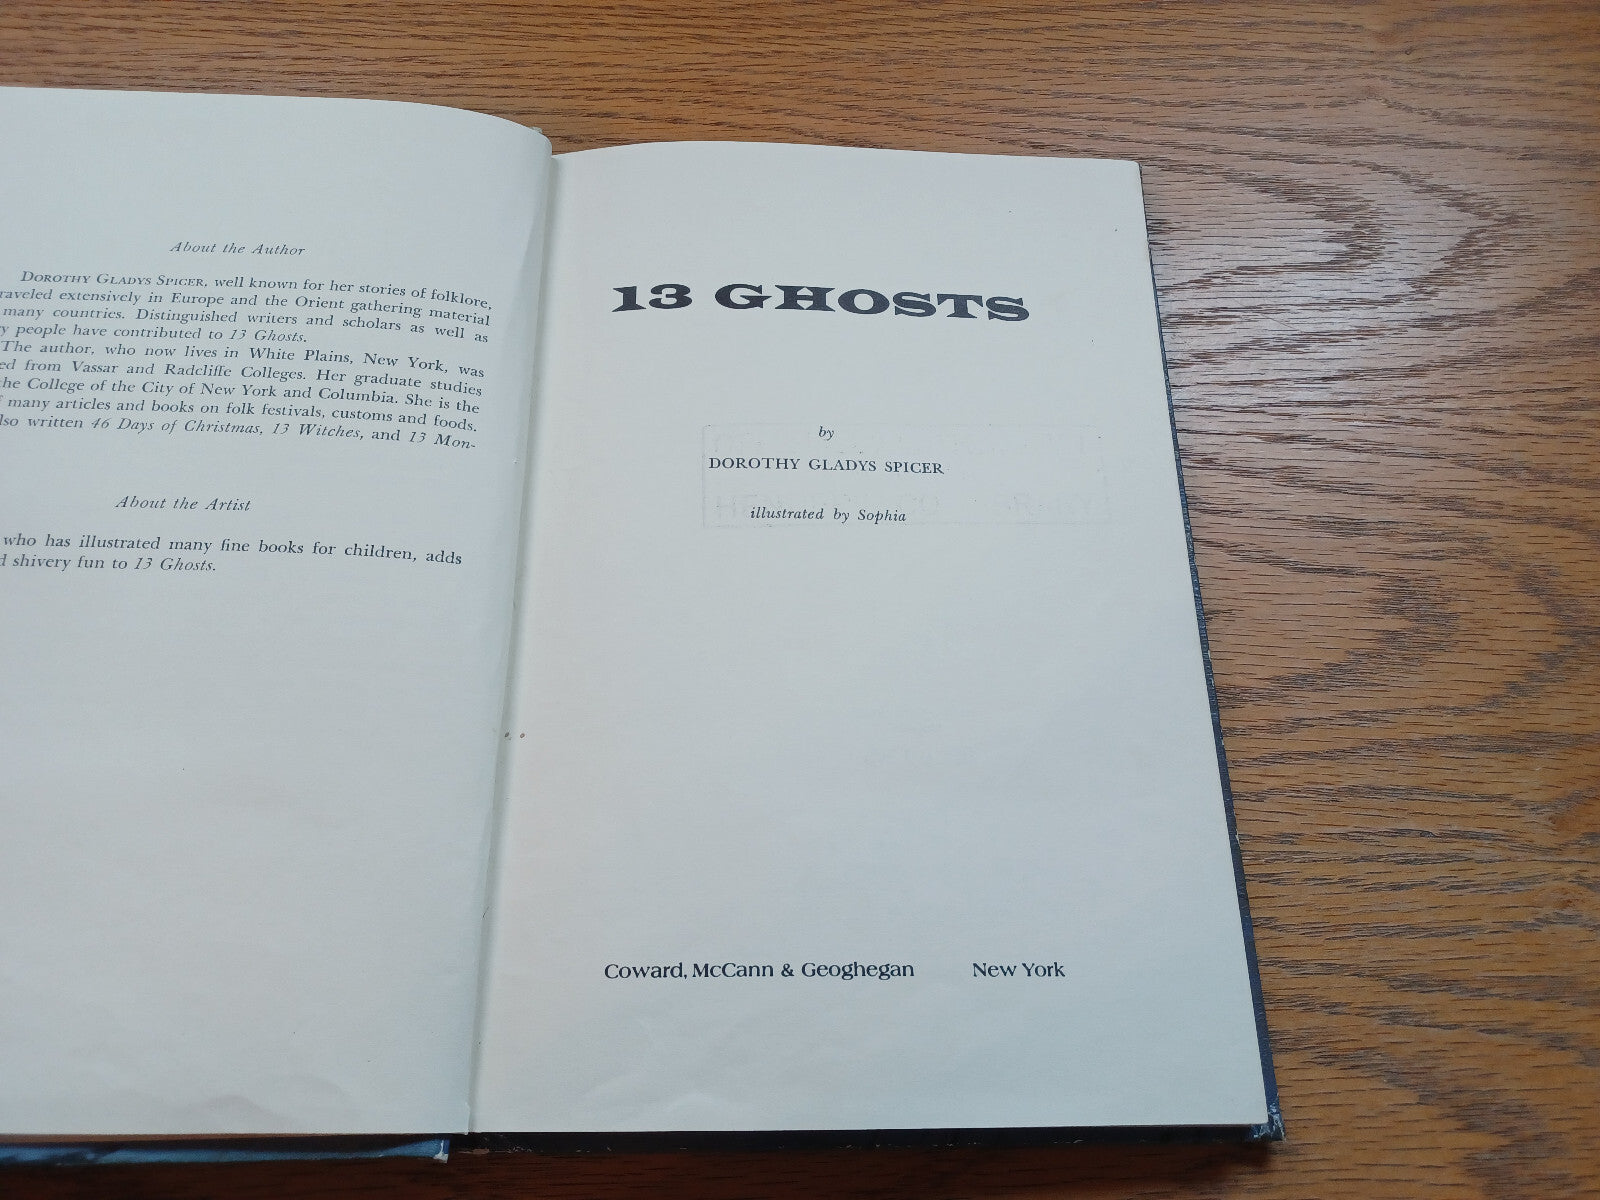 About the Author
DOROTHY GLADYS SPICER, well known for her stories of folklore,
raveled extensively in Europe and the Orient gathering material
many countries. Distinguished writers and scholars as well as
y people have contributed to 13 Ghosts.
The author, who now lives in White Plains, New York, was
ed from Vassar and Radcliffe Colleges. Her graduate studies
he College of the City of New York and Columbia. She is the
many articles and books on folk festivals, customs and foods.
lso written 46 Days of Christmas, 13 Witches, and 13 Mon-
About the Artist
who has illustrated many fine books for children, adds
d shivery fun to 13 Ghosts.
13 GHOSTS
by
DOROTHY GLADYS SPICER
illustrated by Sophia
Coward, McCann & Geoghegan New York